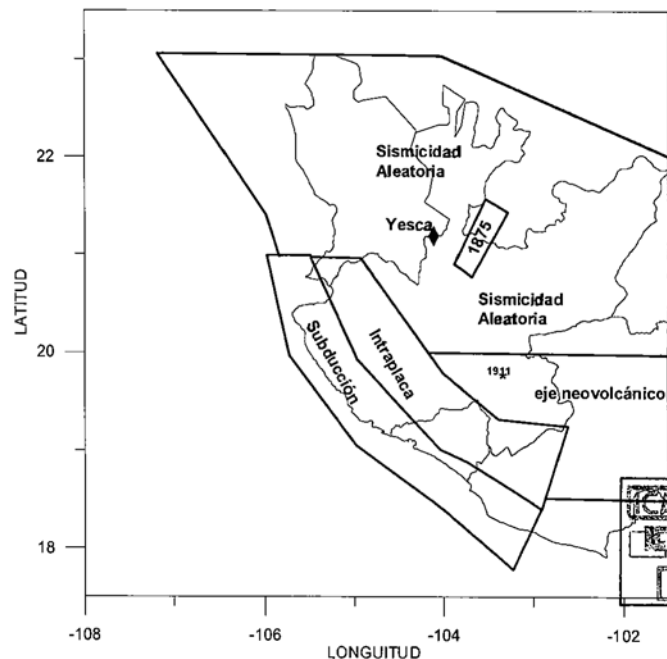 22
20
18
LATITUD
Sismicidad
Aleatoria
Yesca
1875
Sismicidad
Aleatoria
Subducción
Intraplaca
1911
eje neovolcánico
-108
-106
-104
-102
LONGUITUD